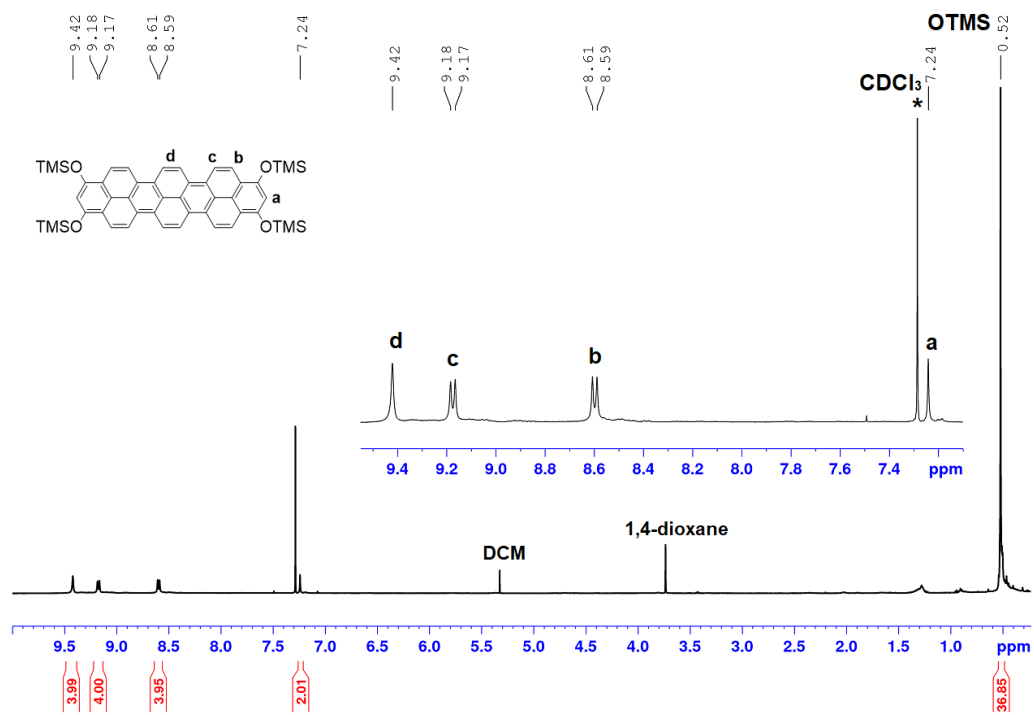 9.42
9.18
9.17
8.61
8.59
7.24
9.42
9.18
9.17
8.61
8.59
7.24
OTMS
0.52
CDCl₃
*
d c b
TMSO OTMS
a
TMSO OTMS
d
c
b
a
9.4 9.2 9.0 8.8 8.6 8.4 8.2 8.0 7.8 7.6 7.4 ppm
1,4-dioxane
DCM
9.5 9.0 8.5 8.0 7.5 7.0 6.5 6.0 5.5 5.0 4.5 4.0 3.5 3.0 2.5 2.0 1.5 1.0 ppm
3.99
4.00
3.95
2.01
36.85